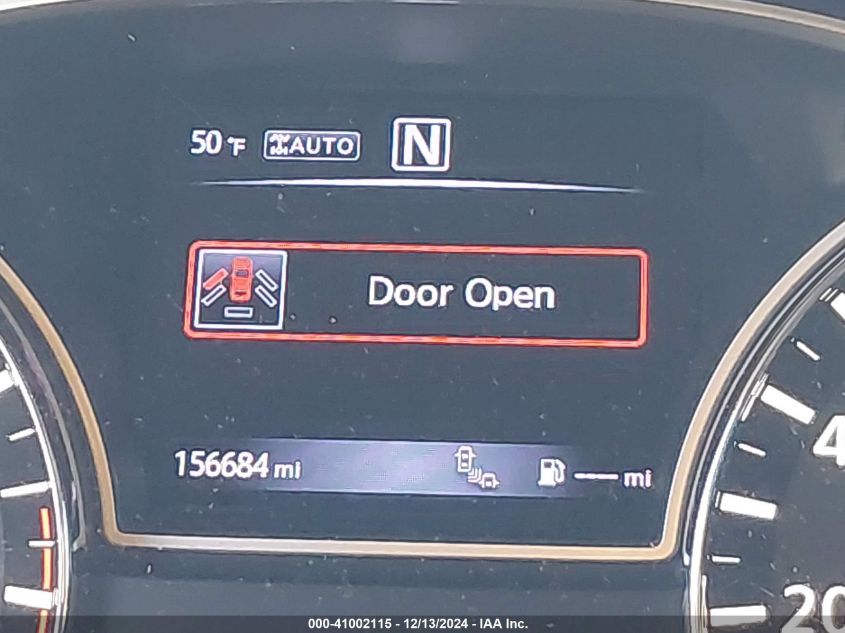 50 °F AUTO N
Door Open
156684 mi --- mi
4
20
000-41002115 - 12/13/2024 - IAA Inc.